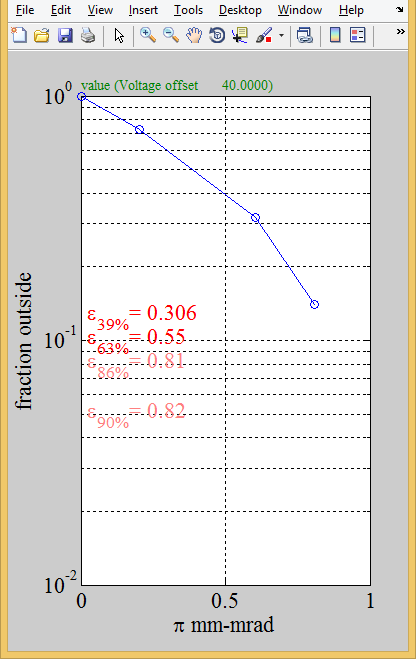 File Edit View Insert Tools Desktop Window Help
value (Voltage offset 40.0000)
10^0
fraction outside
ε39%= 0.306
ε63%= 0.55
10^-1
ε86%= 0.81
ε90%= 0.82
10^-2
0 0.5 1
π mm-mrad